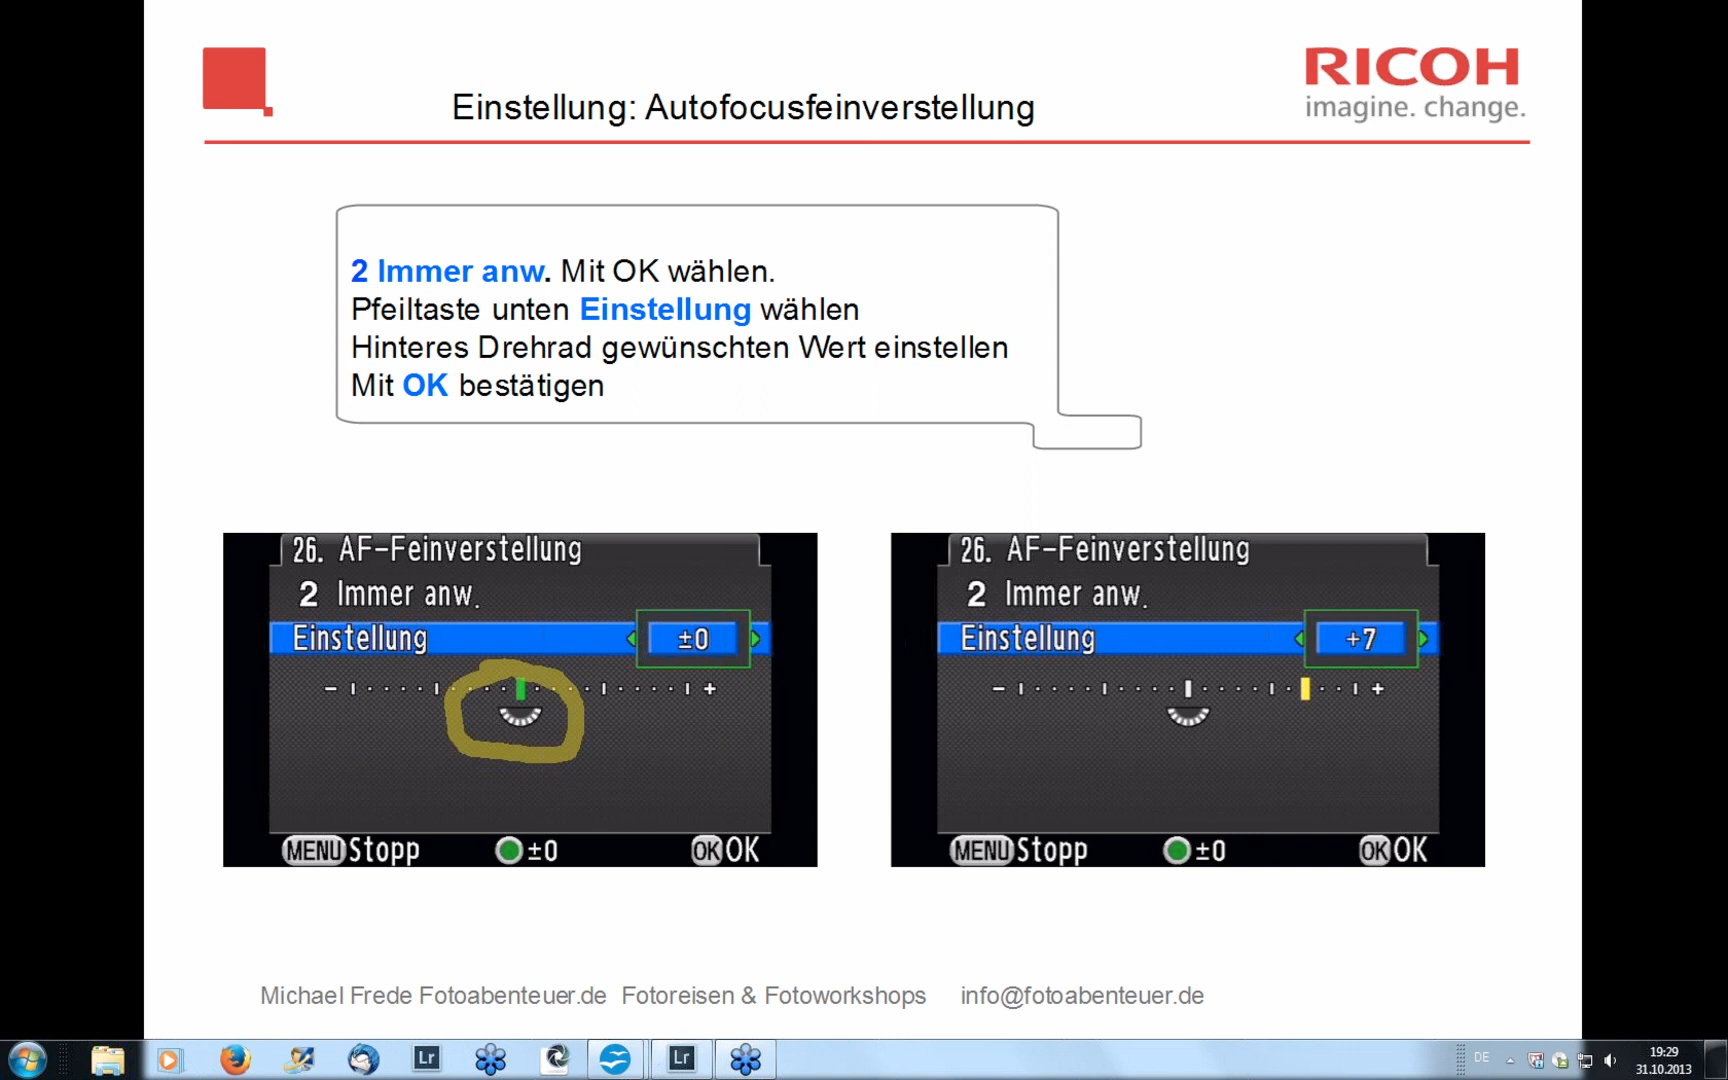 RICOH
imagine. change.
Einstellung: Autofocusfeinverstellung
2 Immer anw. Mit OK wählen.
Pfeiltaste unten Einstellung wählen
Hinteres Drehrad gewünschten Wert einstellen
Mit OK bestätigen
26. AF-Feinverstellung
2 Immer anw.
Einstellung ±0
- +
MENU Stopp ±0 OK OK
26. AF-Feinverstellung
2 Immer anw.
Einstellung +7
- +
MENU Stopp ±0 OK OK
Michael Frede Fotoabenteuer.de Fotoreisen & Fotoworkshops info@fotoabenteuer.de
Lr
Lr
DE
19:29
31.10.2013